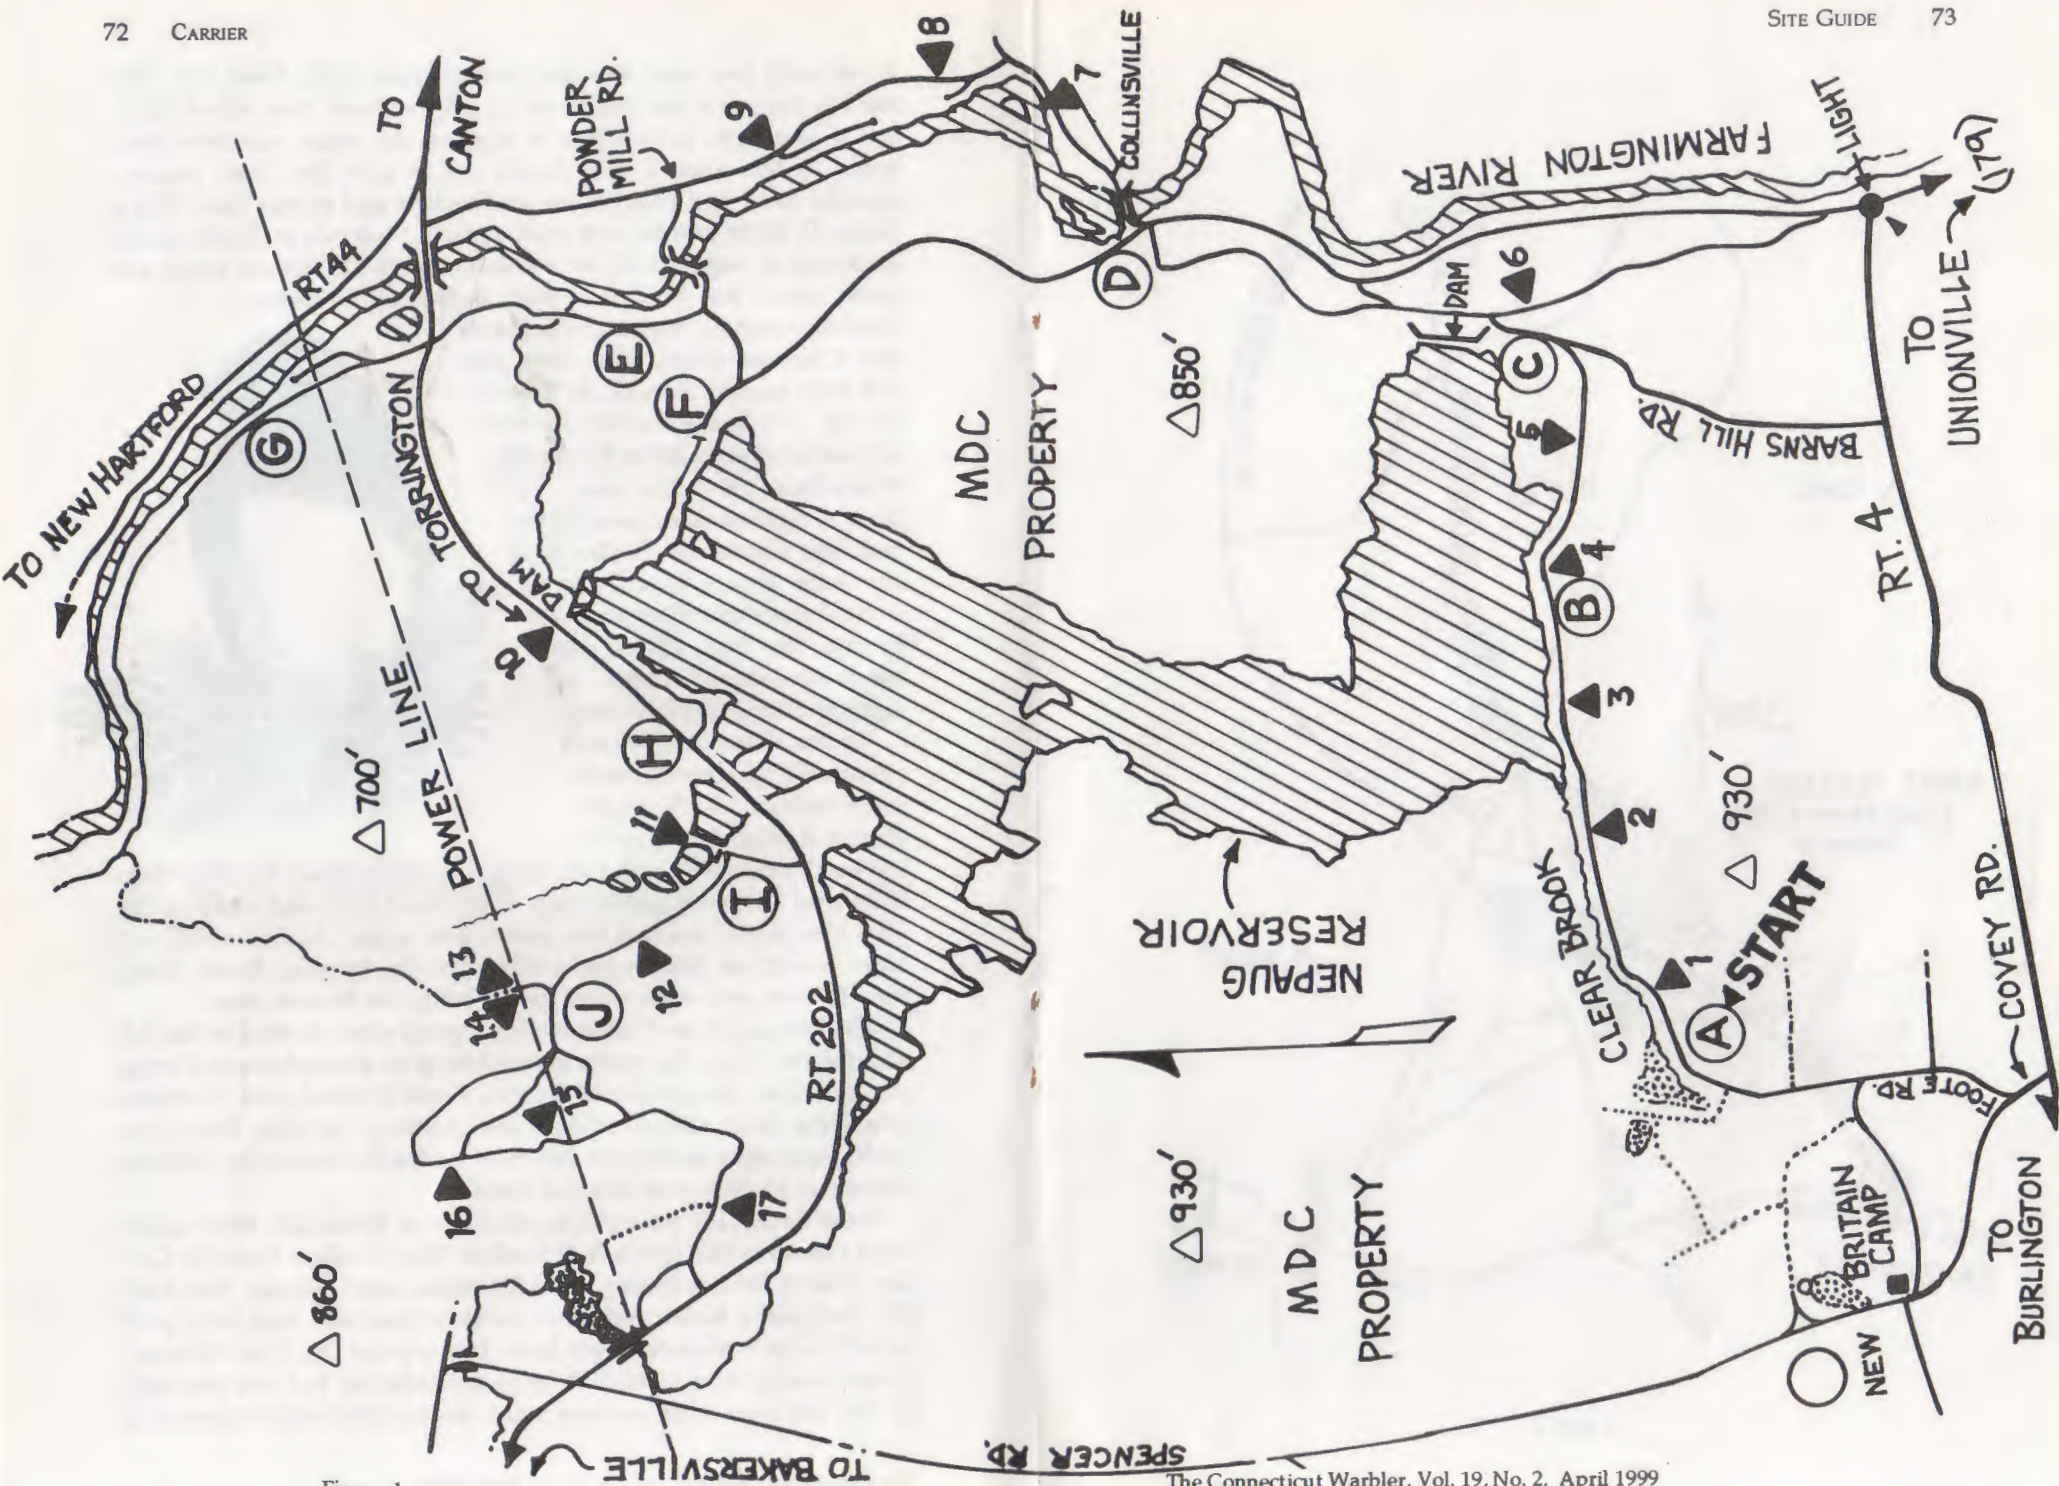 72 CARRIER
SITE GUIDE 73
TO
CANTON
RT 44
POWDER
MILL RD.
TO NEW HARTFORD
TO TORRINGTON
DAM
POWER LINE
△ 700'
△ 860'
RT 202
TO BAKERSVILLE
SPENCER RD.
MDC
PROPERTY
△ 850'
COLLINSVILLE
FARMINGTON RIVER
LIGHT
(179)
TO
UNIONVILLE
DAM
BARNS HILL RD.
RT. 4
NEPAUG
RESERVOIR
CLEAR BROOK
△ 930'
START
COVEY RD.
FOOTE RD.
△ 930'
MDC
PROPERTY
BRITAIN
CAMP
NEW
TO
BURLINGTON
A
B
C
D
E
F
G
H
I
J
1
2
3
4
5
6
7
8
9
10
11
12
13
14
15
16
17
The Connecticut Warbler, Vol. 19, No. 2, April 1999